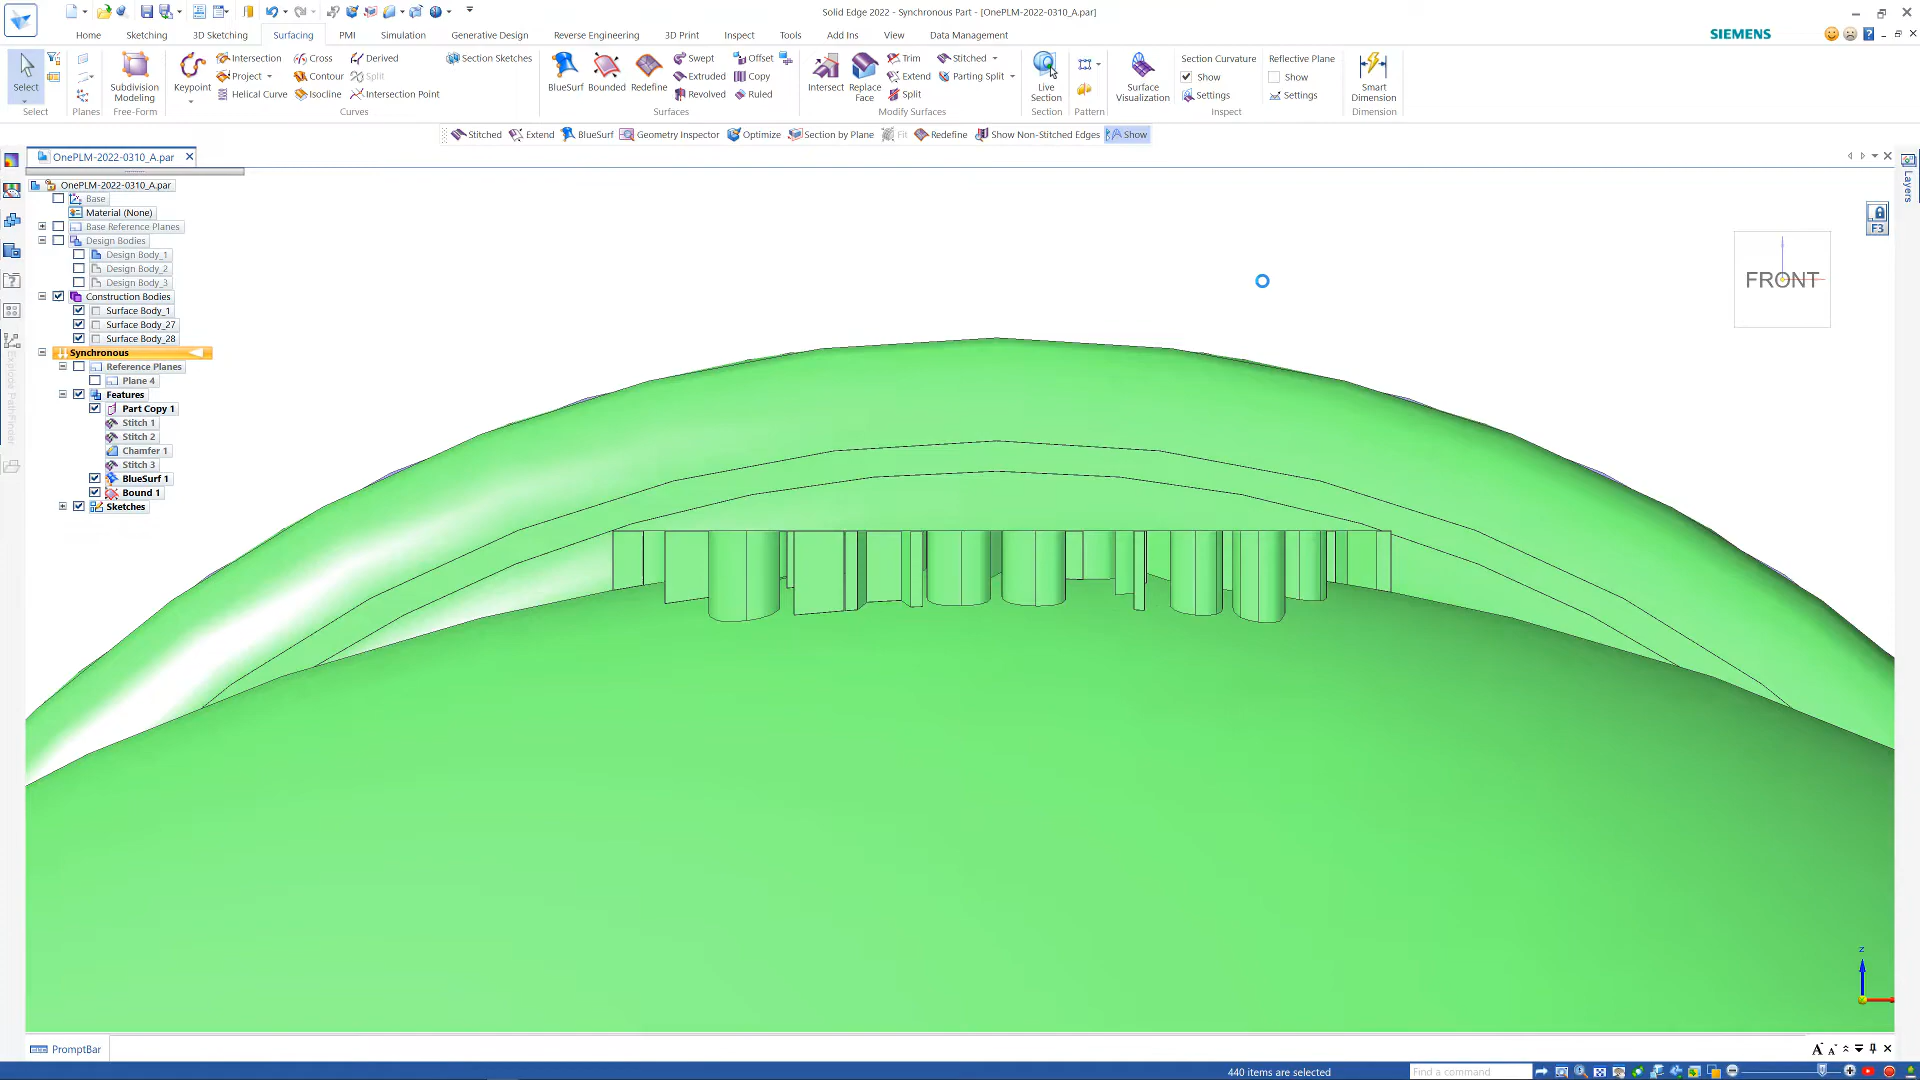 Solid Edge 2022 - Synchronous Part - [OnePLM-2022-0310_A.par]
Home Sketching 3D Sketching Surfacing PMI Simulation Generative Design Reverse Engineering 3D Print Inspect Tools Add Ins View Data Management SIEMENS
Intersection Cross Derived Section Sketches Swept Offset Trim Stitched Section Curvature Reflective Plane
Project Contour Split Extruded Copy Extend Parting Split Show Show
Select Subdivision Modeling Keypoint BlueSurf Bounded Redefine Intersect Replace Face Live Section Surface Visualization Smart Dimension
Helical Curve Isocline Intersection Point Revolved Ruled Split Settings Settings
Select Planes Free-Form Curves Surfaces Modify Surfaces Section Pattern Inspect Dimension
Stitched Extend BlueSurf Geometry Inspector Optimize Section by Plane Fit Redefine Show Non-Stitched Edges Show
OnePLM-2022-0310_A.par
Layers
OnePLM-2022-0310_A.par
Base
Material (None)
Base Reference Planes
Design Bodies
Design Body_1
Design Body_2
Design Body_3
Construction Bodies
Surface Body_1
Surface Body_27
Surface Body_28
Synchronous
Reference Planes
Plane 4
Features
Part Copy 1
Stitch 1
Stitch 2
Chamfer 1
Stitch 3
BlueSurf 1
Bound 1
Sketches
Explode PathFinder
F3
FRONT
z
PromptBar
A A
440 items are selected
Find a command